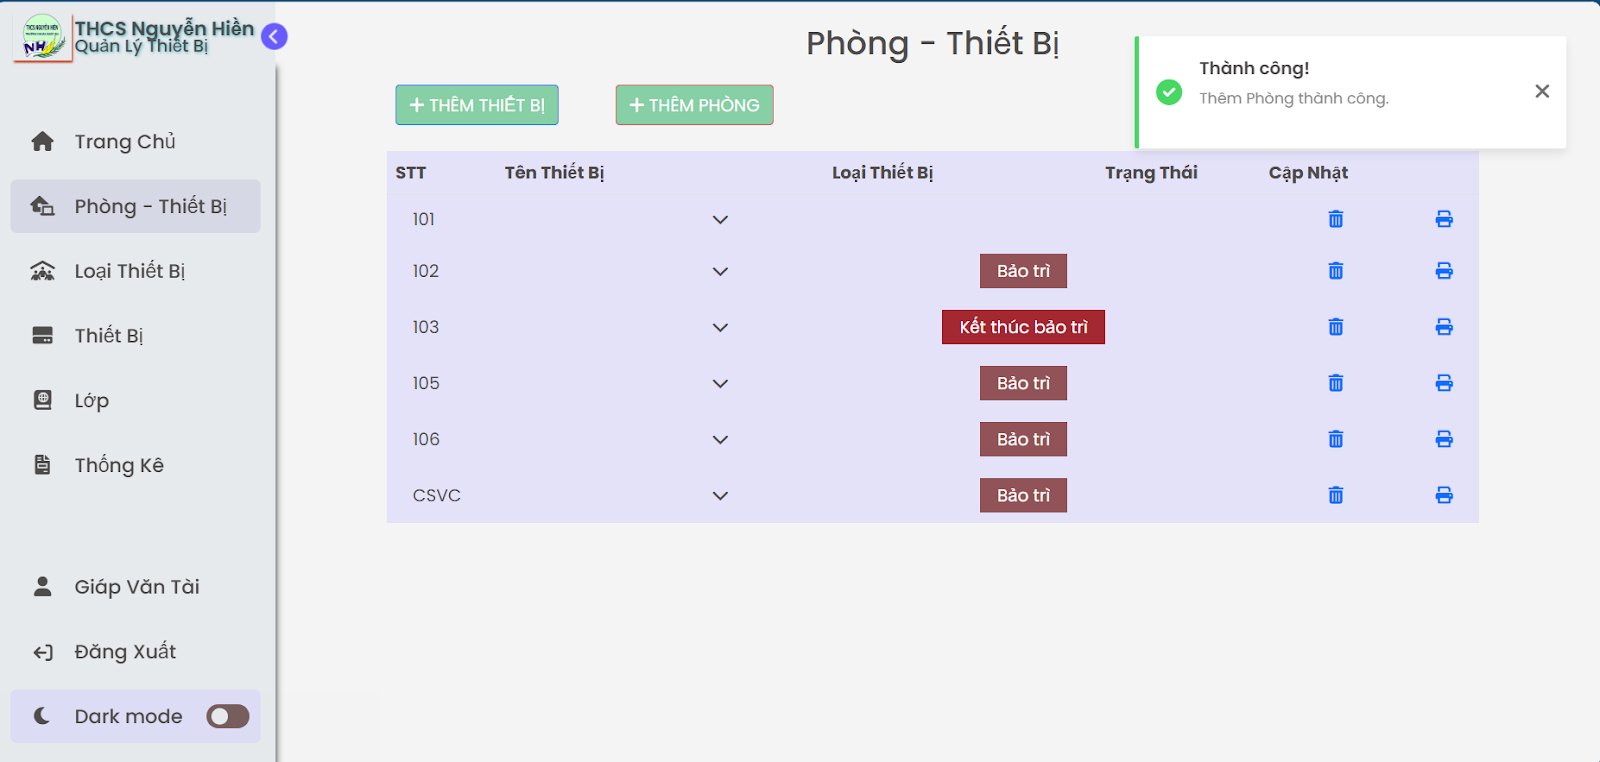 THCS Nguyễn Hiền
Quản Lý Thiết Bị
Trang Chủ
Phòng - Thiết Bị
Loại Thiết Bị
Thiết Bị
Lớp
Thống Kê
Giáp Văn Tài
Đăng Xuất
Dark mode
Phòng - Thiết Bị
+ THÊM THIẾT BỊ
+ THÊM PHÒNG
Thành công!
Thêm Phòng thành công.
STT Tên Thiết Bị Loại Thiết Bị Trạng Thái Cập Nhật
101
102 Bảo trì
103 Kết thúc bảo trì
105 Bảo trì
106 Bảo trì
CSVC Bảo trì